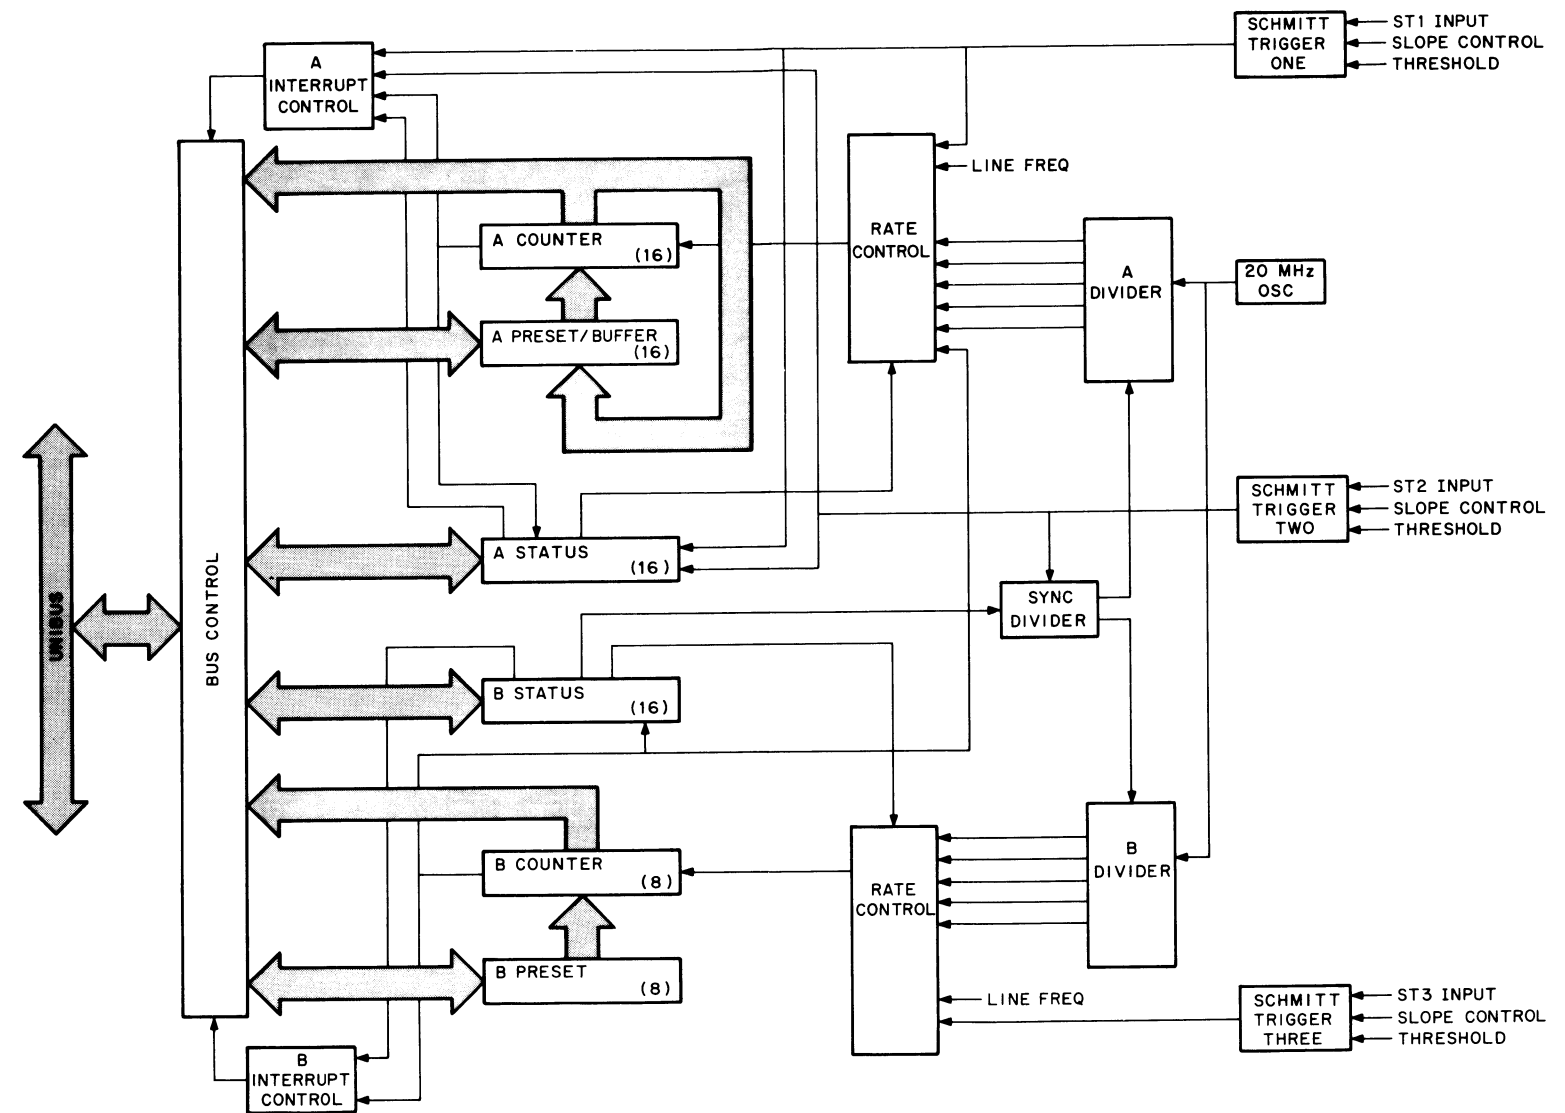 SCHMITT
TRIGGER
ONE
ST1 INPUT
SLOPE CONTROL
THRESHOLD
A
INTERRUPT
CONTROL
LINE FREQ
RATE
CONTROL
A COUNTER
(16)
A
DIVIDER
20 MHz
OSC
A PRESET/BUFFER
(16)
SCHMITT
TRIGGER
TWO
ST2 INPUT
SLOPE CONTROL
THRESHOLD
A STATUS
(16)
SYNC
DIVIDER
UNIBUS
BUS CONTROL
B STATUS
(16)
B COUNTER
(8)
RATE
CONTROL
B
DIVIDER
B PRESET
(8)
LINE FREQ
SCHMITT
TRIGGER
THREE
ST3 INPUT
SLOPE CONTROL
THRESHOLD
B
INTERRUPT
CONTROL